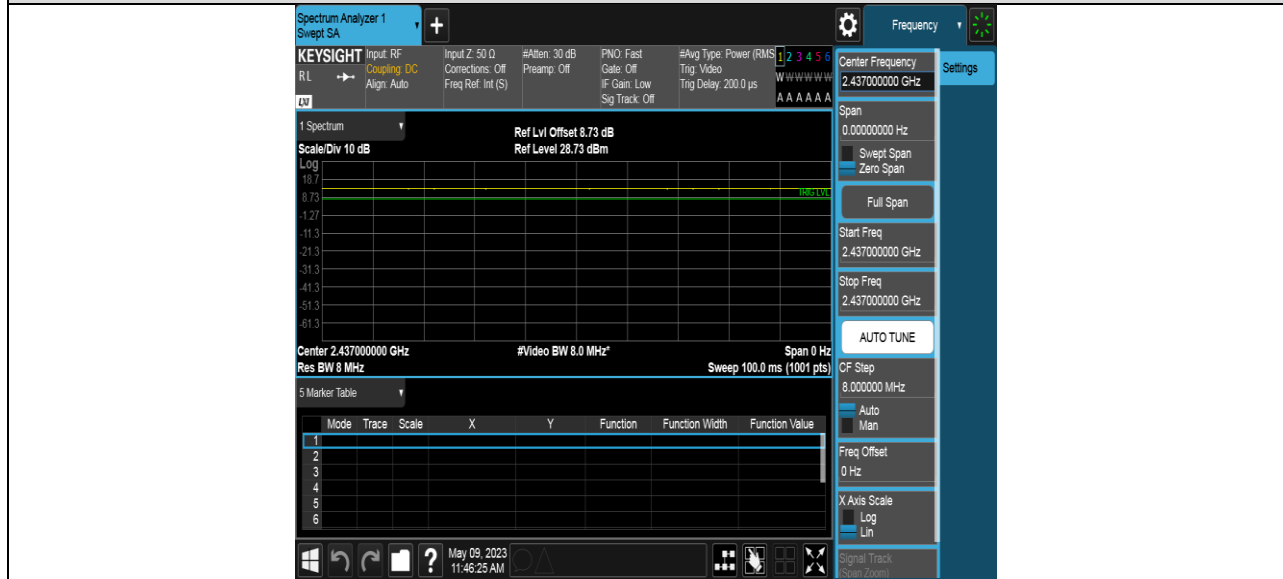 Spectrum Analyzer 1
Swept SA
+
Frequency
KEYSIGHT
RL
LXI
Input: RF
Coupling: DC
Align: Auto
Input Z: 50 Ω
Corrections: Off
Freq Ref: Int (S)
#Atten: 30 dB
Preamp: Off
PNO: Fast
Gate: Off
IF Gain: Low
Sig Track: Off
#Avg Type: Power (RMS
Trig: Video
Trig Delay: 200.0 µs
1 2 3 4 5 6
W W W W W W
A A A A A A
1 Spectrum
Scale/Div 10 dB
Ref Lvl Offset 8.73 dB
Ref Level 28.73 dBm
Log
18.7
8.73
-1.27
-11.3
-21.3
-31.3
-41.3
-51.3
-61.3
TRIG LVL
Center 2.437000000 GHz
#Video BW 8.0 MHz*
Span 0 Hz
Res BW 8 MHz
Sweep 100.0 ms (1001 pts)
5 Marker Table
Mode Trace Scale X Y Function Function Width Function Value
1
2
3
4
5
6
?
May 09, 2023
11:46:25 AM
Center Frequency
2.437000000 GHz
Settings
Span
0.00000000 Hz
Swept Span
Zero Span
Full Span
Start Freq
2.437000000 GHz
Stop Freq
2.437000000 GHz
AUTO TUNE
CF Step
8.000000 MHz
Auto
Man
Freq Offset
0 Hz
X Axis Scale
Log
Lin
Signal Track
(Span Zoom)